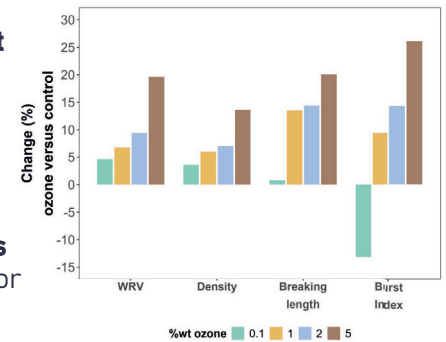 t
s
or
Change (%)
ozone versus control
30
25
20
15
10
5
0
-5
-10
-15
WRV Density Breaking length Burst Index
%wt ozone 0.1 1 2 5